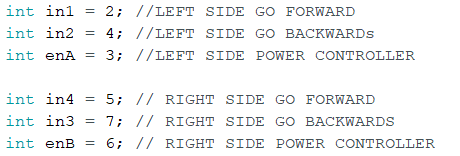 int in1 = 2; //LEFT SIDE GO FORWARD
int in2 = 4; //LEFT SIDE GO BACKWARDs
int enA = 3; //LEFT SIDE POWER CONTROLLER
int in4 = 5; // RIGHT SIDE GO FORWARD
int in3 = 7; // RIGHT SIDE GO BACKWARDS
int enB = 6; // RIGHT SIDE POWER CONTROLLER